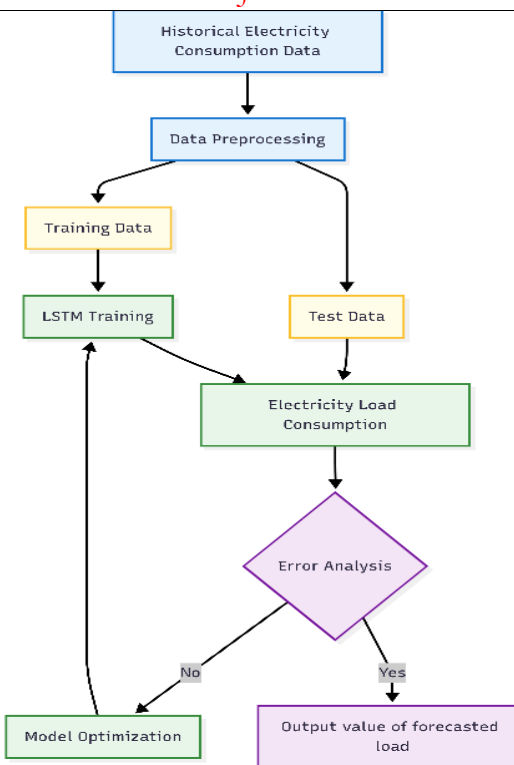 Historical Electricity
Consumption Data
Data Preprocessing
Training Data
LSTM Training
Test Data
Electricity Load
Consumption
Error Analysis
No
Yes
Model Optimization
Output value of forecasted
load